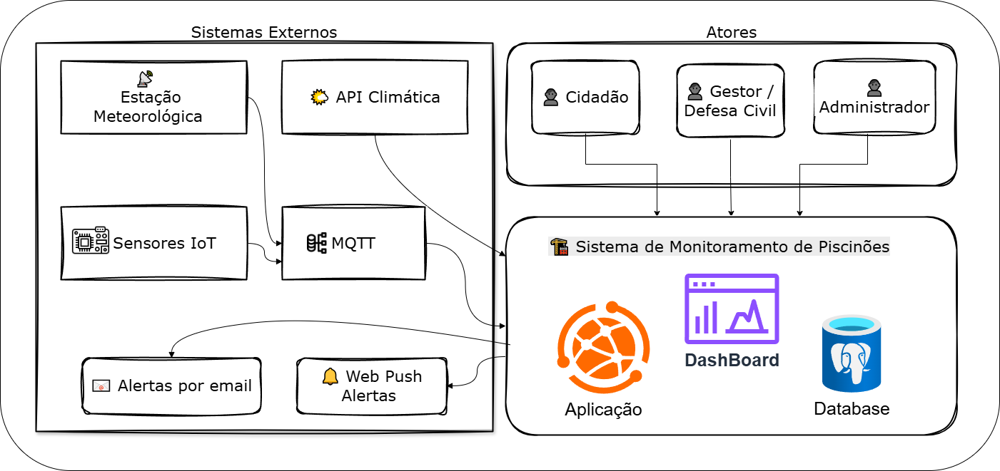 Sistemas Externos
Estação
Meteorológica
API Climática
Sensores IoT
MQTT
Alertas por email
Web Push
Alertas
Atores
Cidadão
Gestor /
Defesa Civil
Administrador
Sistema de Monitoramento de Piscinões
Aplicação
DashBoard
Database